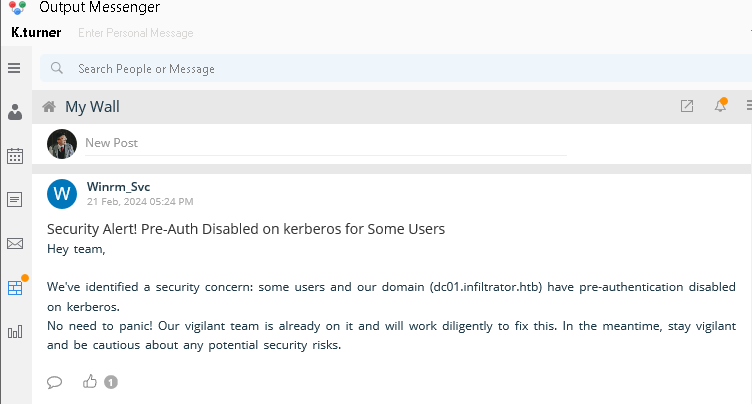 Output Messenger
K.turner Enter Personal Message
Search People or Message
My Wall
New Post
W
Winrm_Svc
21 Feb, 2024 05:24 PM
Security Alert! Pre-Auth Disabled on kerberos for Some Users
Hey team,
We've identified a security concern: some users and our domain (dc01.infiltrator.htb) have pre-authentication disabled
on kerberos.
No need to panic! Our vigilant team is already on it and will work diligently to fix this. In the meantime, stay vigilant
and be cautious about any potential security risks.
1